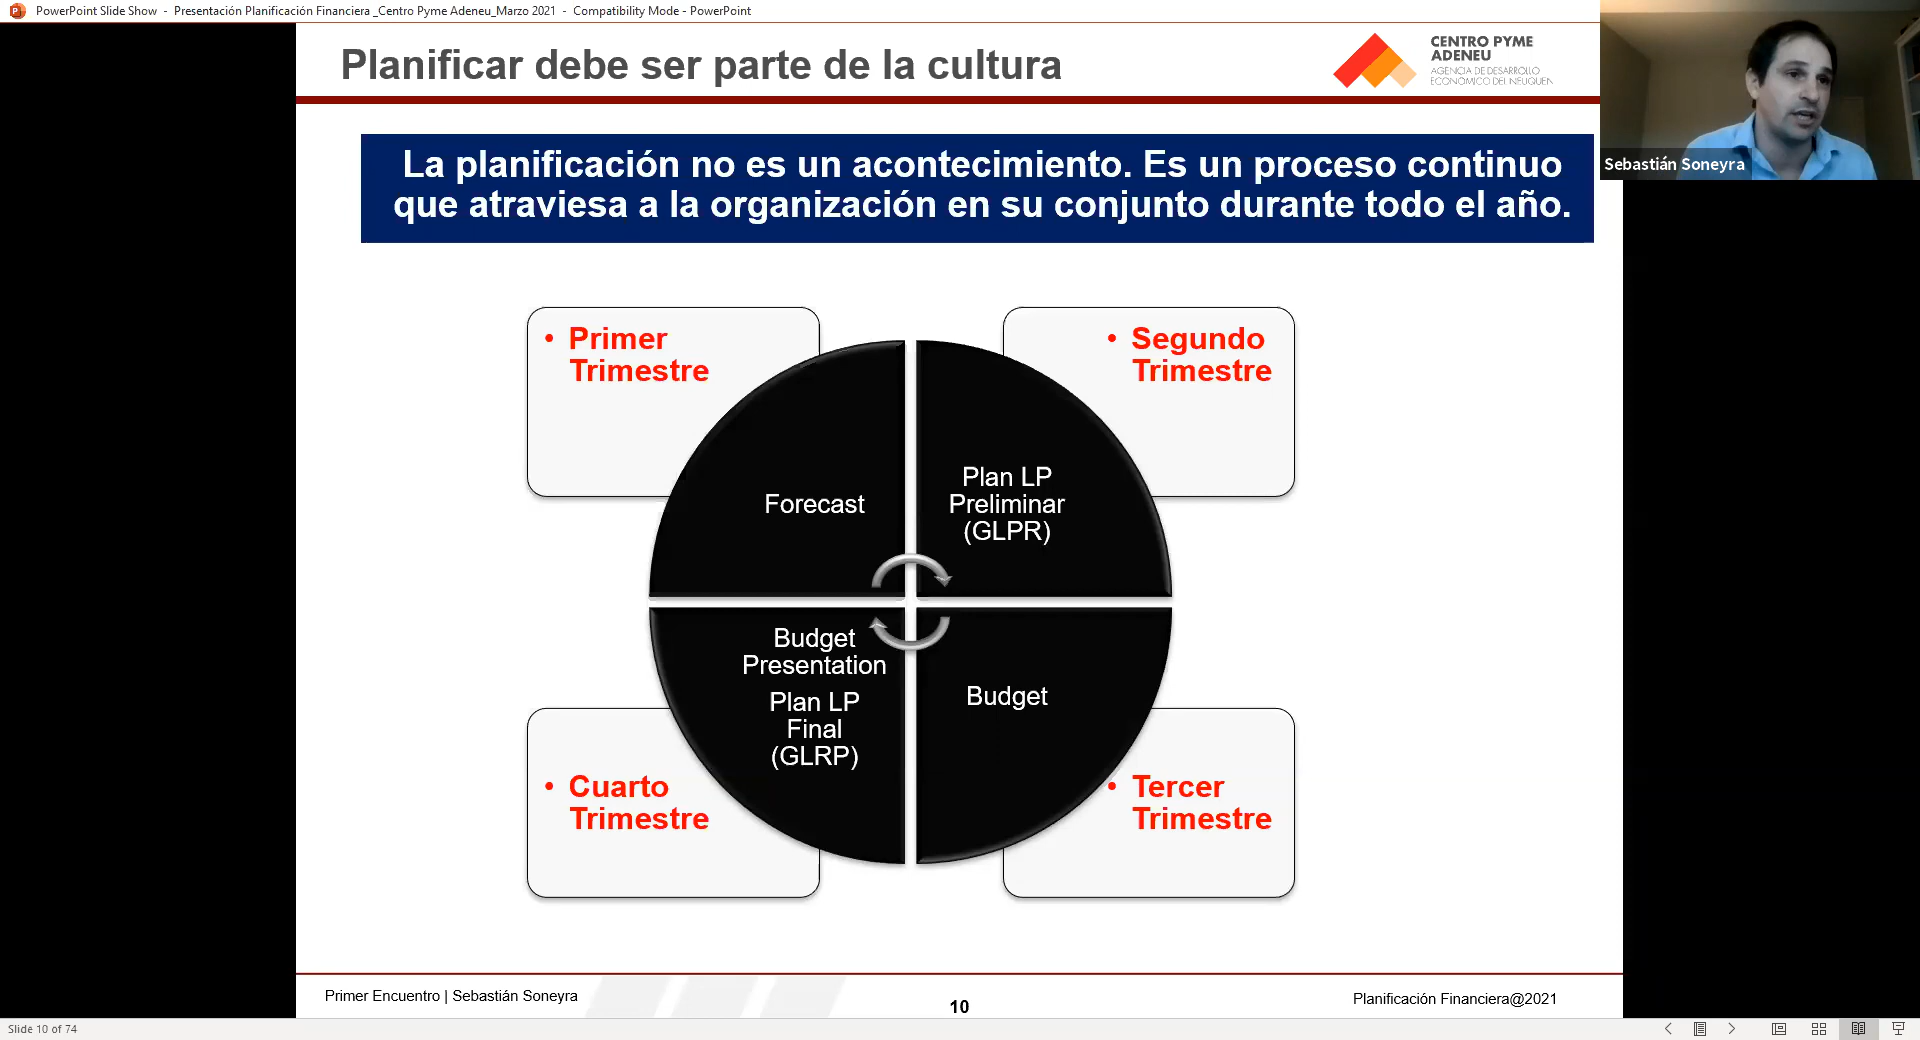 PowerPoint Slide Show - Presentación Planificación Financiera _Centro Pyme Adeneu_Marzo 2021 - Compatibility Mode - PowerPoint
Planificar debe ser parte de la cultura
CENTRO PYME
ADENEU
AGENCIA DE DESARROLLO
ECONOMICO DEL NEUQUEN
Sebastián Soneyra
La planificación no es un acontecimiento. Es un proceso continuo
que atraviesa a la organización en su conjunto durante todo el año.
• Primer
Trimestre
• Segundo
Trimestre
Forecast
Plan LP
Preliminar
(GLPR)
Budget
Presentation
Plan LP
Final
(GLRP)
Budget
• Cuarto
Trimestre
• Tercer
Trimestre
Primer Encuentro | Sebastián Soneyra
10
Planificación Financiera@2021
Slide 10 of 74